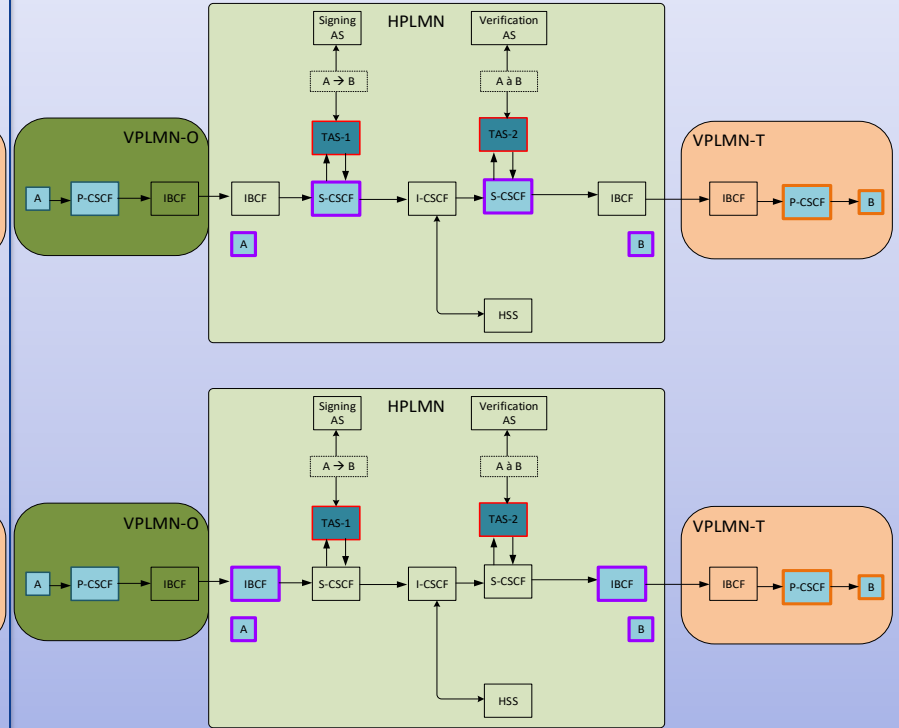 Signing
AS
HPLMN
Verification
AS
A → B
A à B
VPLMN-O
TAS-1
TAS-2
VPLMN-T
A
P-CSCF
IBCF
IBCF
S-CSCF
I-CSCF
S-CSCF
IBCF
IBCF
P-CSCF
B
A
B
HSS
Signing
AS
HPLMN
Verification
AS
A → B
A à B
VPLMN-O
TAS-1
TAS-2
VPLMN-T
A
P-CSCF
IBCF
IBCF
S-CSCF
I-CSCF
S-CSCF
IBCF
IBCF
P-CSCF
B
A
B
HSS